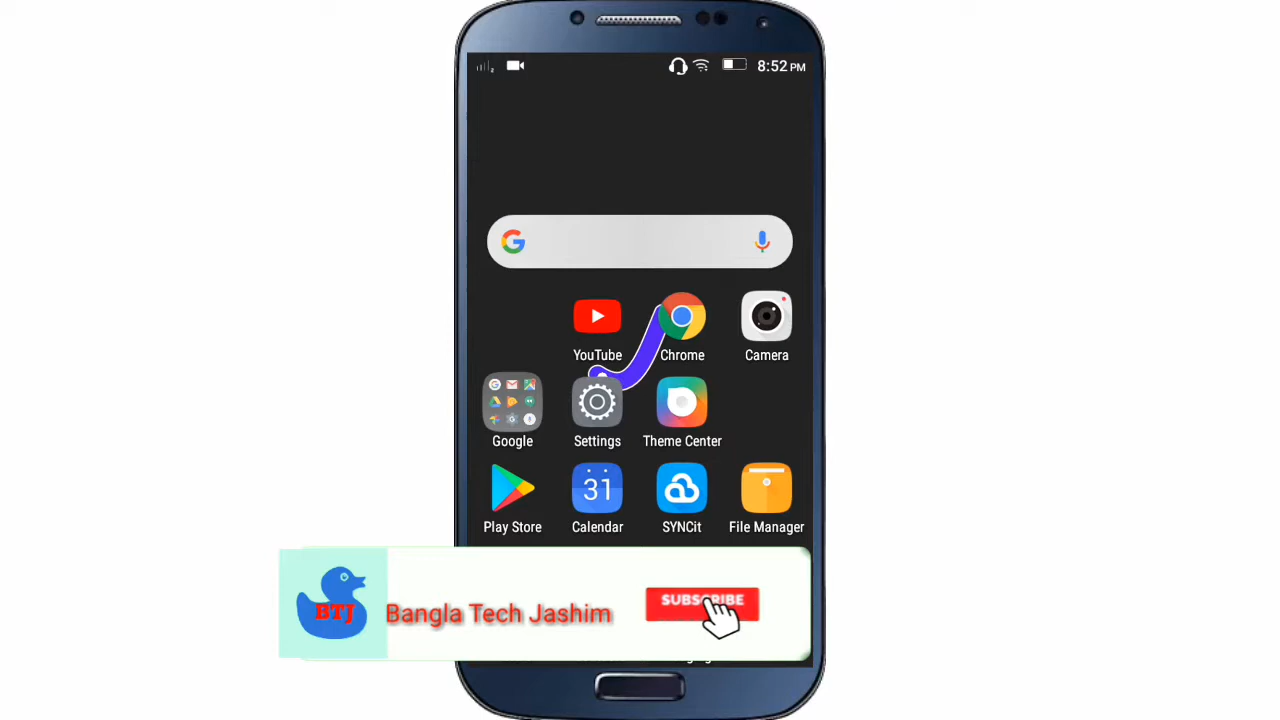 8:52 PM
YouTube
Chrome
Camera
Google
Settings
Theme Center
31
Play Store
Calendar
SYNCit
File Manager
BTJ
Bangla Tech Jashim
SUBSCRIBE